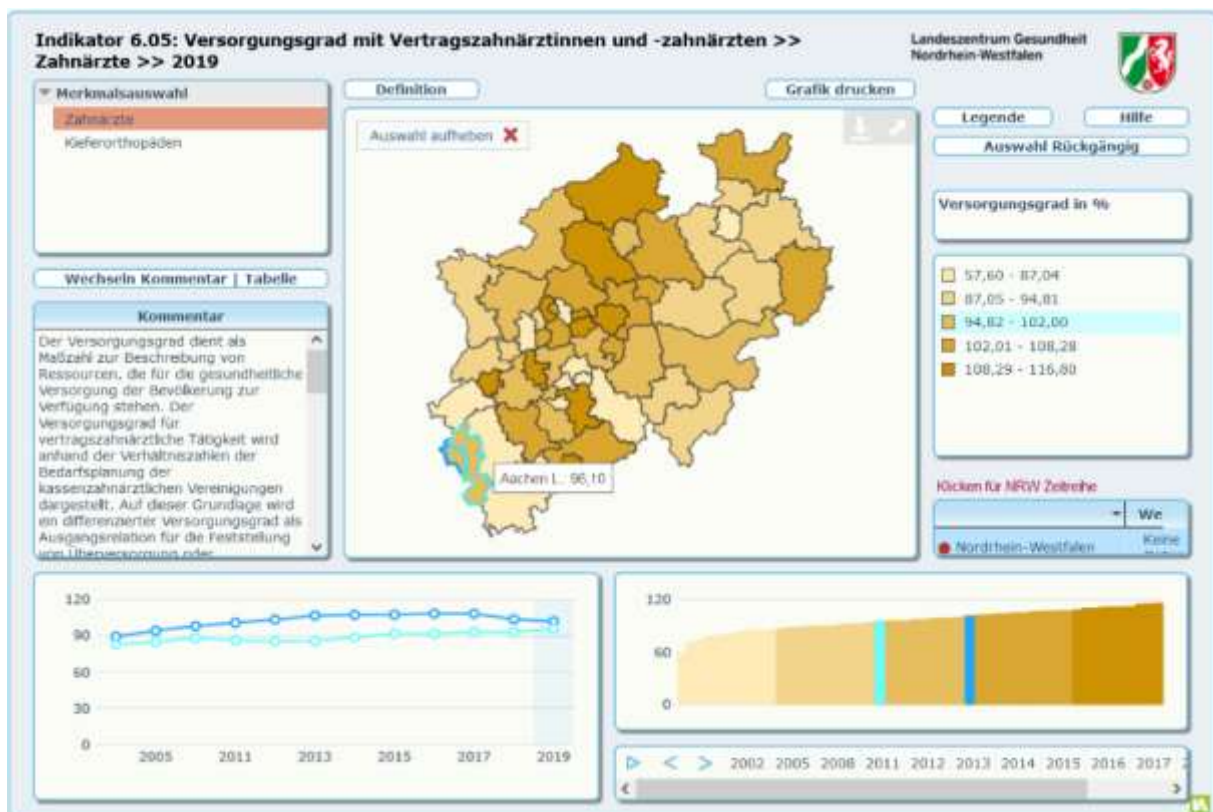 Indikator 6.05: Versorgungsgrad mit Vertragszahnärztinnen und -zahnärzten >>
Zahnärzte >> 2019
Landeszentrum Gesundheit
Nordrhein-Westfalen
Merkmalsauswahl
Zahnärzte
Kieferorthopäden
Definition
Grafik drucken
Auswahl aufheben
Legende
Hilfe
Auswahl Rückgängig
Versorgungsgrad in %
57,60 - 87,04
87,05 - 94,81
94,82 - 102,00
102,01 - 108,28
108,29 - 116,80
Wechseln Kommentar | Tabelle
Kommentar
Der Versorgungsgrad dient als
Maßzahl zur Beschreibung von
Ressourcen, die für die gesundheitliche
Versorgung der Bevölkerung zur
Verfügung stehen. Der
Versorgungsgrad für
vertragszahnärztliche Tätigkeit wird
anhand der Verhältniszahlen der
Bedarfsplanung der
kassenzahnärztlichen Vereinigungen
dargestellt. Auf dieser Grundlage wird
ein differenzierter Versorgungsgrad als
Ausgangsrelation für die Feststellung
von Überversorgung oder
Aachen L.: 96,10
Klicken für NRW Zeitreihe
We
Nordrhein-Westfalen
Keine
120
90
60
30
0
2005 2011 2013 2015 2017 2019
120
60
0
2002 2005 2008 2011 2012 2013 2014 2015 2016 2017